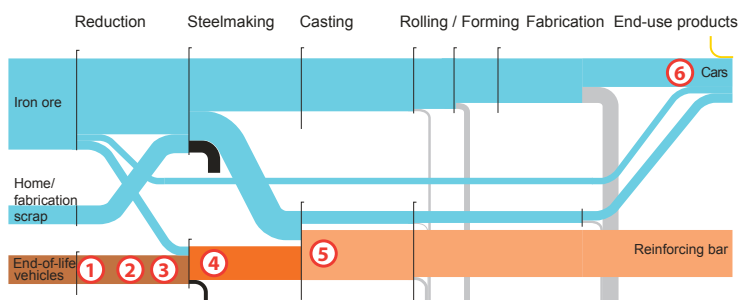 Reduction
Steelmaking
Casting
Rolling / Forming
Fabrication
End-use products
6
Cars
Iron ore
Home/
fabrication
scrap
Reinforcing bar
End-of-life
vehicles
1
2
3
4
5